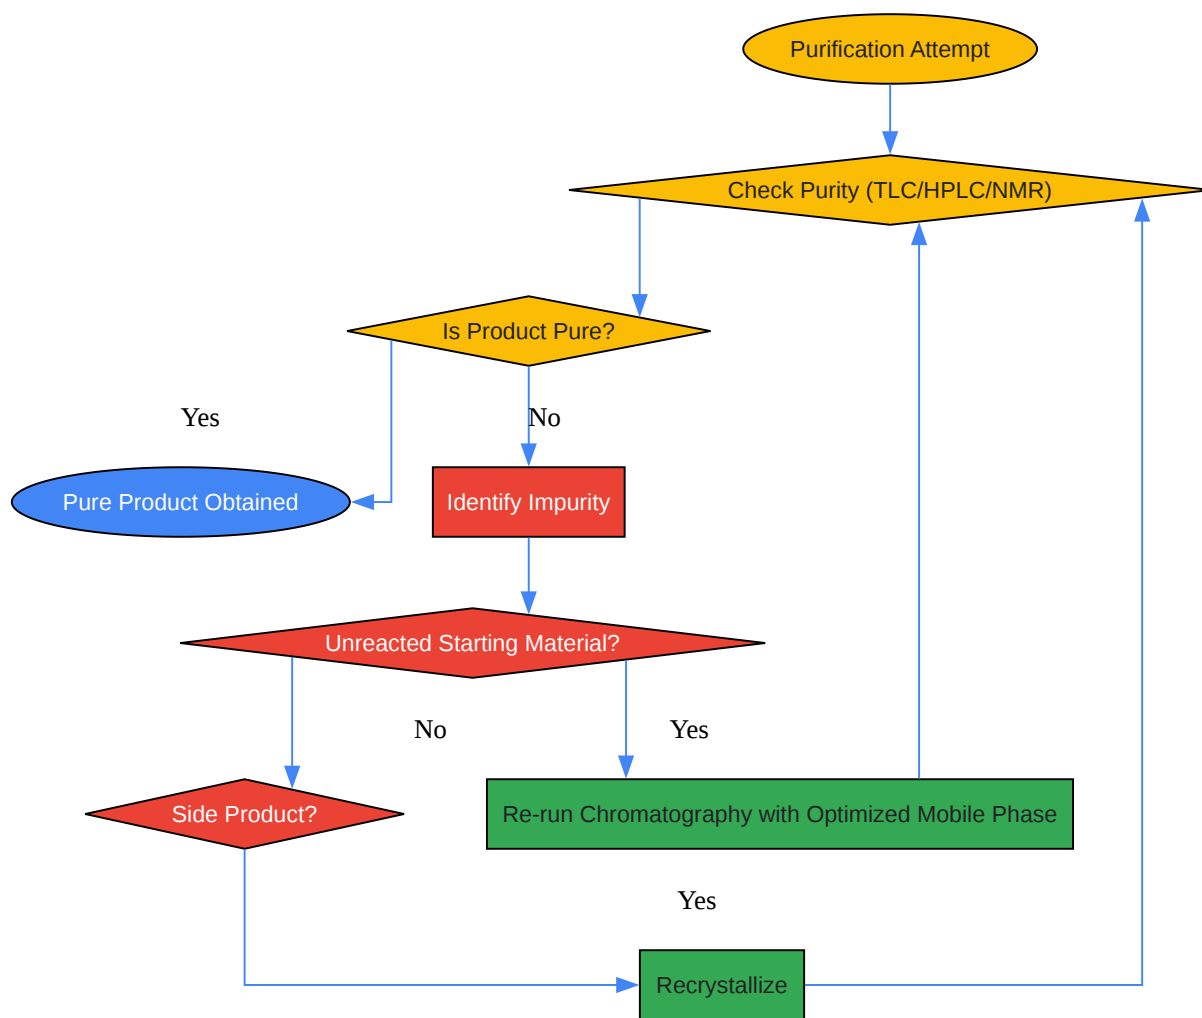 Purification Attempt
Check Purity (TLC/HPLC/NMR)
Is Product Pure?
Yes
No
Pure Product Obtained
Identify Impurity
Unreacted Starting Material?
No
Yes
Side Product?
Re-run Chromatography with Optimized Mobile Phase
Yes
Recrystallize